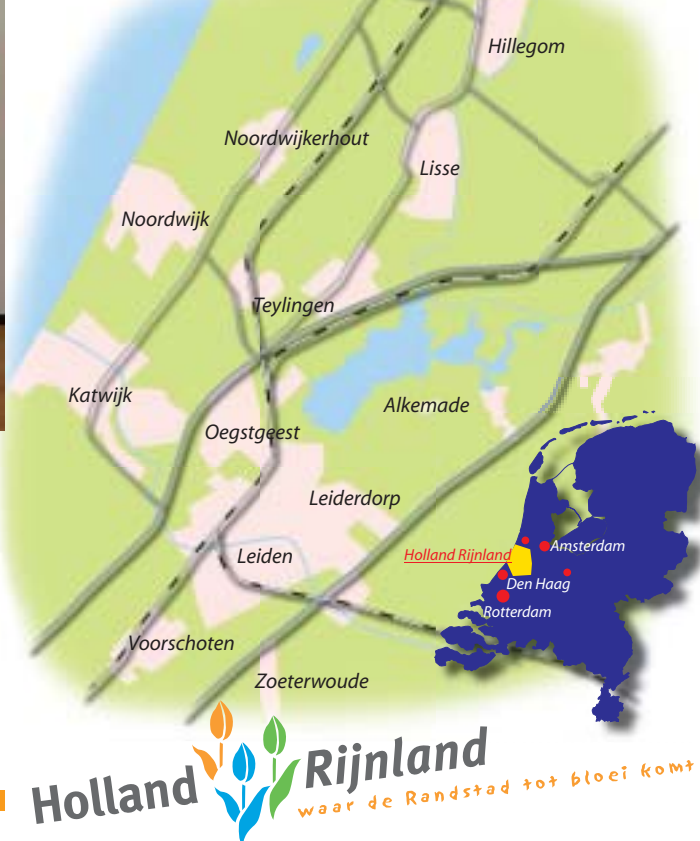 Hillegom
Noordwijkerhout
Lisse
Noordwijk
Teylingen
Katwijk
Alkemade
Oegstgeest
Leiderdorp
Leiden
Holland Rijnland
Amsterdam
Den Haag
Rotterdam
Voorschoten
Zoeterwoude
Holland Rijnland
waar de Randstad tot bloei komt